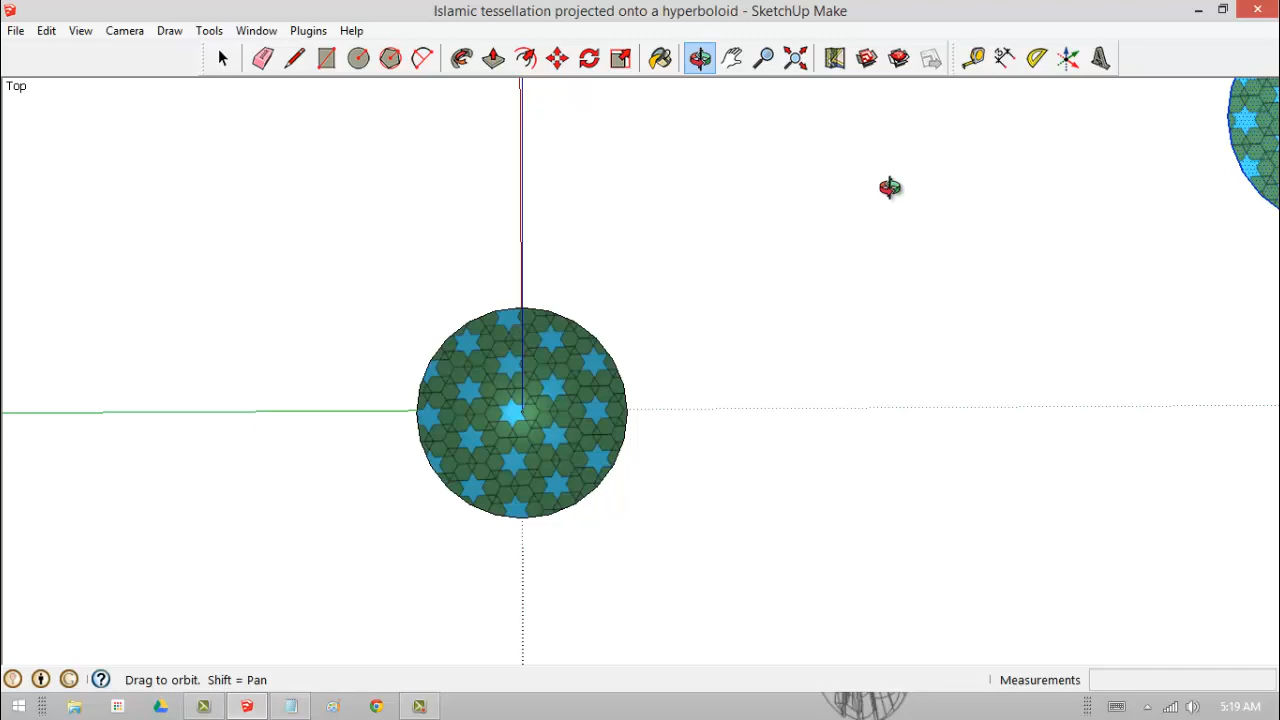 Islamic tessellation projected onto a hyperboloid - SketchUp Make
File Edit View Camera Draw Tools Window Plugins Help
Top
Drag to orbit. Shift = Pan
Measurements
5:19 AM